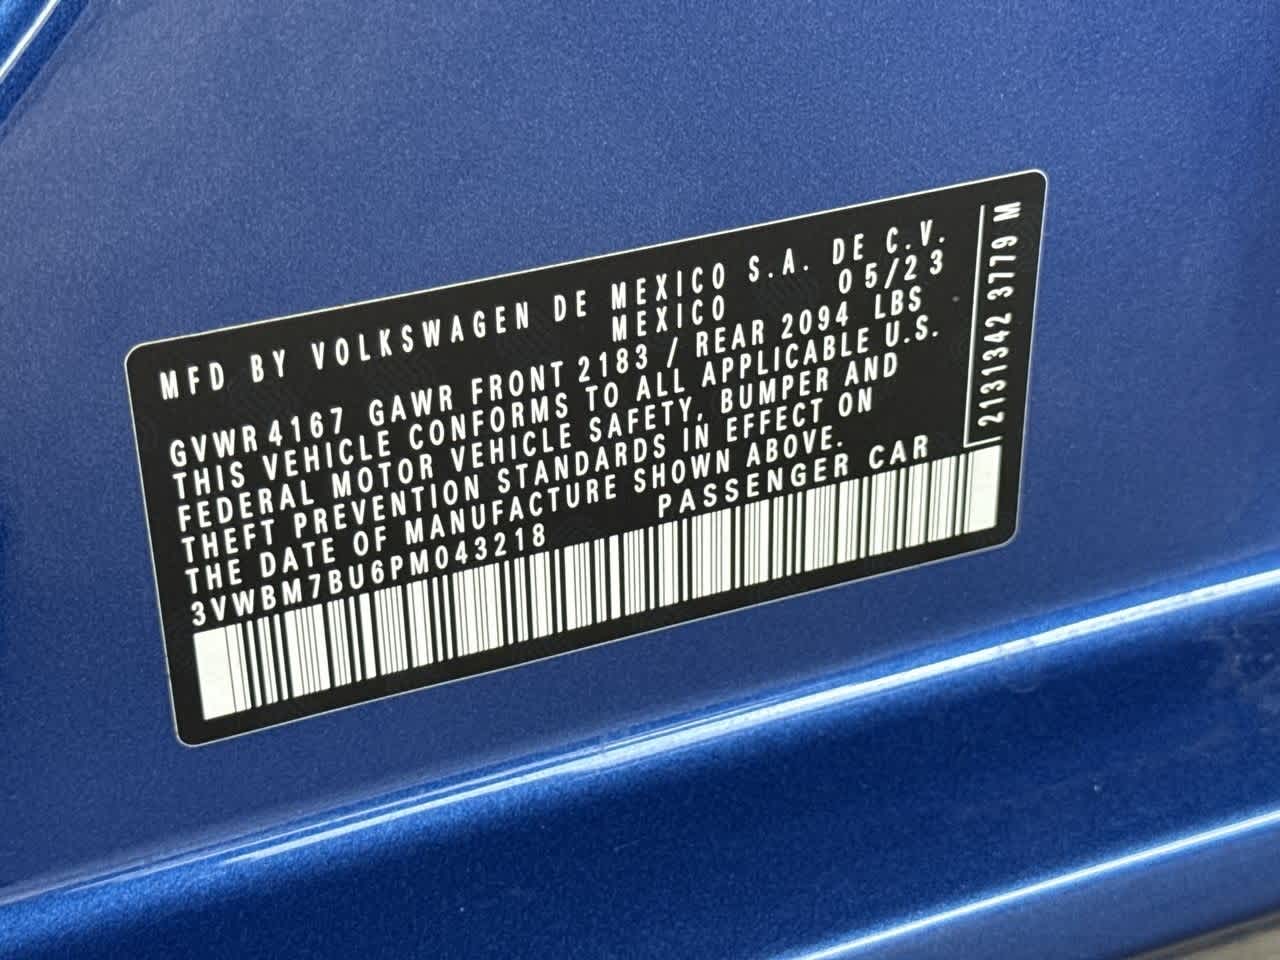 MFD BY VOLKSWAGEN DE MEXICO S.A. DE C.V.
MEXICO 05/23
GVWR 4167 GAWR FRONT 2183 / REAR 2094 LBS
THIS VEHICLE CONFORMS TO ALL APPLICABLE U.S.
FEDERAL MOTOR VEHICLE SAFETY, BUMPER AND
THEFT PREVENTION STANDARDS IN EFFECT ON
THE DATE OF MANUFACTURE SHOWN ABOVE.
3VWBM7BU6PM043218 PASSENGER CAR
2131342 3779 M